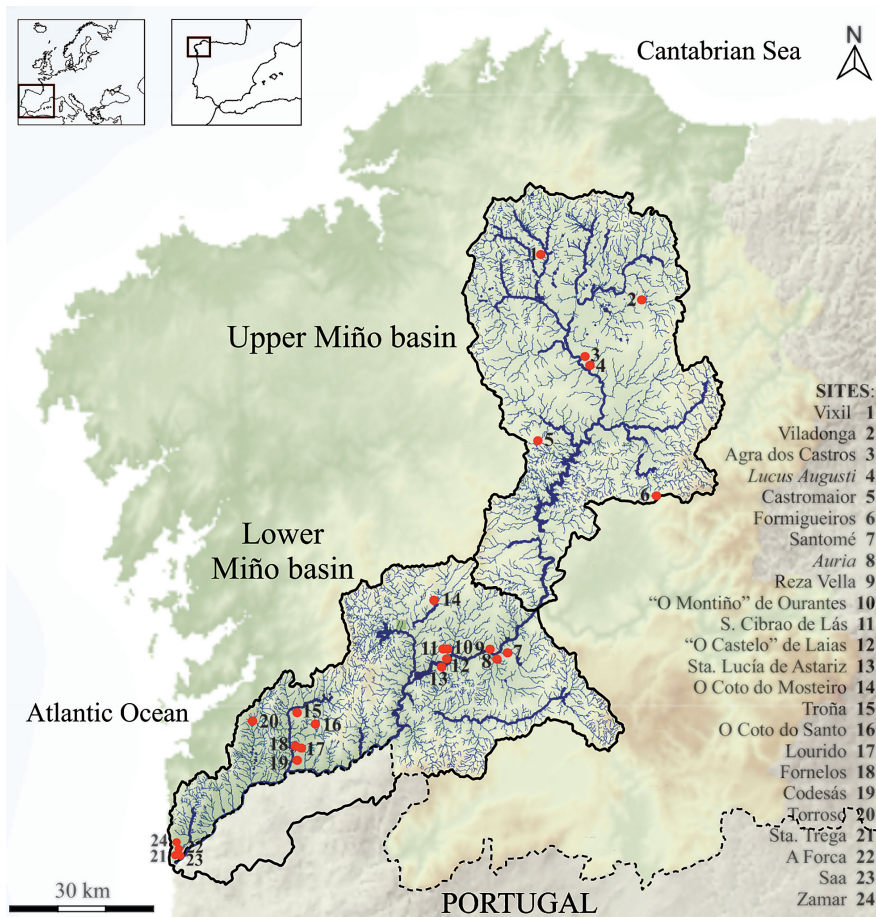 Cantabrian Sea
N
1
2
Upper Miño basin
3
4
5
6
Lower
Miño basin
14
11
10
9
7
12
8
13
Atlantic Ocean
15
20
16
18
17
19
24
22
21
23
SITES:
Vixil 1
Viladonga 2
Agra dos Castros 3
Lucus Augusti 4
Castromaior 5
Formigueiros 6
Santomé 7
Auria 8
Reza Vella 9
“O Montiño” de Ourantes 10
S. Cibrao de Lás 11
“O Castelo” de Laias 12
Sta. Lucía de Astariz 13
O Coto do Mosteiro 14
Troña 15
O Coto do Santo 16
Lourido 17
Fornelos 18
Codesás 19
Torroso 20
Sta. Trega 21
A Forca 22
Saa 23
Zamar 24
30 km
PORTUGAL